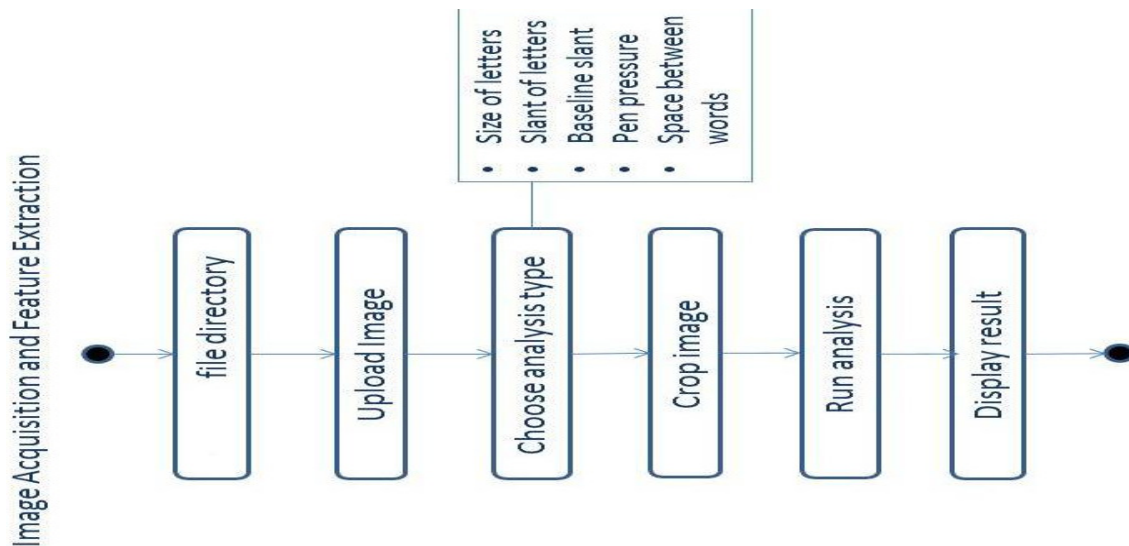 Image Acquisition and Feature Extraction
file directory
Upload Image
Choose analysis type
• Size of letters
• Slant of letters
• Baseline slant
• Pen pressure
• Space between
words
Crop image
Run analysis
Display result